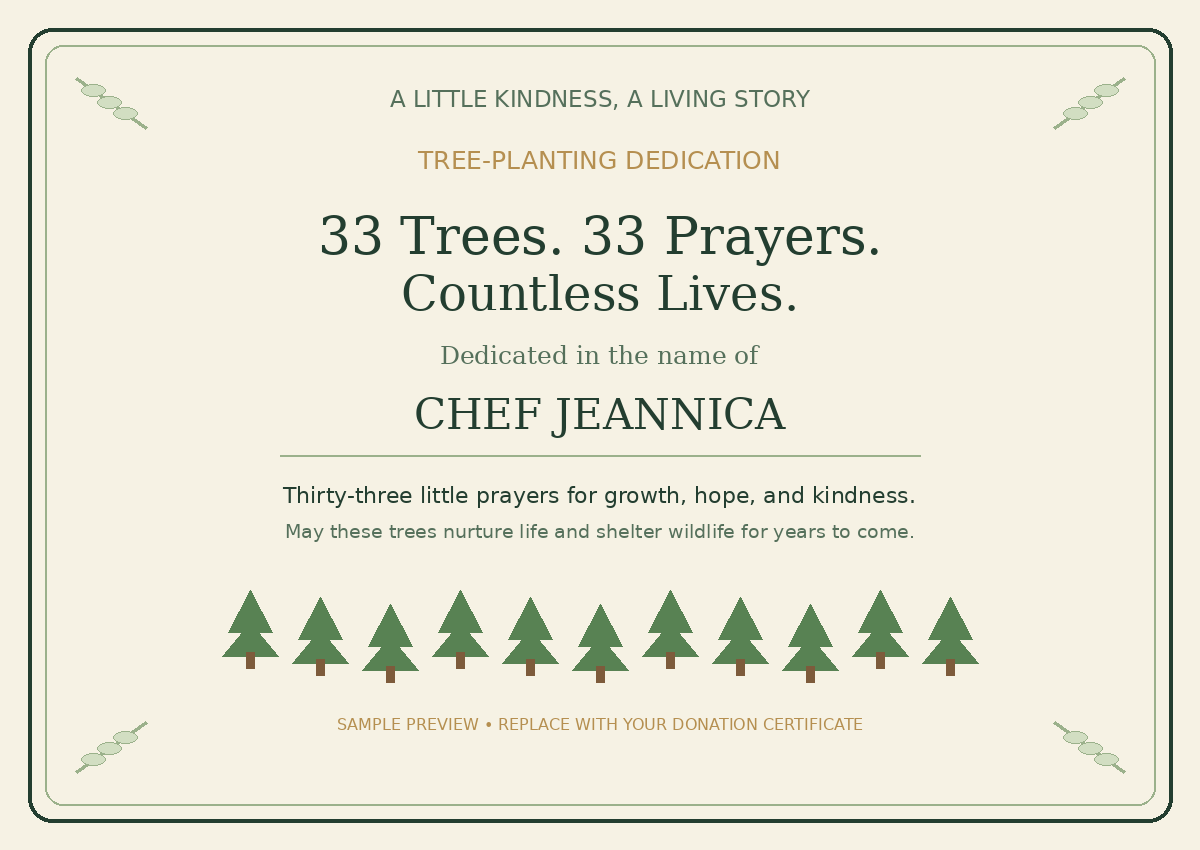 A LITTLE KINDNESS, A LIVING STORY
TREE-PLANTING DEDICATION
33 Trees. 33 Prayers.
Countless Lives.
Dedicated in the name of
CHEF JEANNICA
Thirty-three little prayers for growth, hope, and kindness.
May these trees nurture life and shelter wildlife for years to come.
SAMPLE PREVIEW • REPLACE WITH YOUR DONATION CERTIFICATE